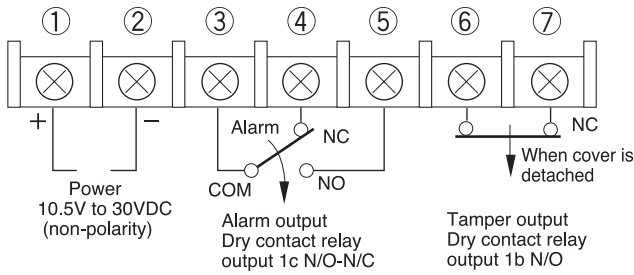 ① ② ③ ④ ⑤ ⑥ ⑦
+ −
Alarm
NC
COM
NO
NC
When cover is
detached
Power
10.5V to 30VDC
(non-polarity)
Alarm output
Dry contact relay
output 1c N/O-N/C
Tamper output
Dry contact relay
output 1b N/O